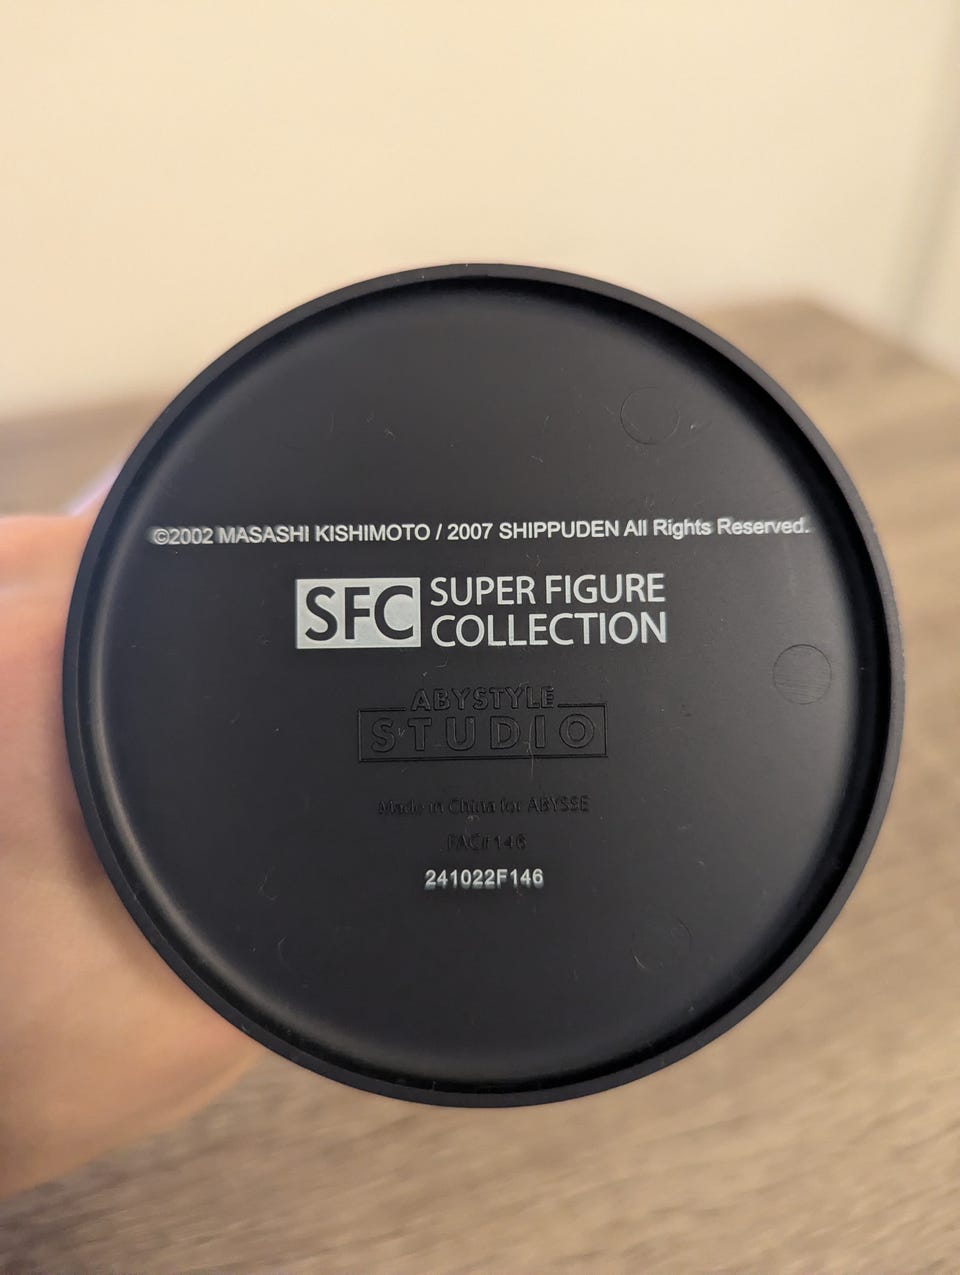 ©2002 MASASHI KISHIMOTO / 2007 SHIPPUDEN All Rights Reserved.
SFC SUPER FIGURE COLLECTION
ABYSTYLE
STUDIO
Made in China for ABYSSE
FAC#146
241022F146